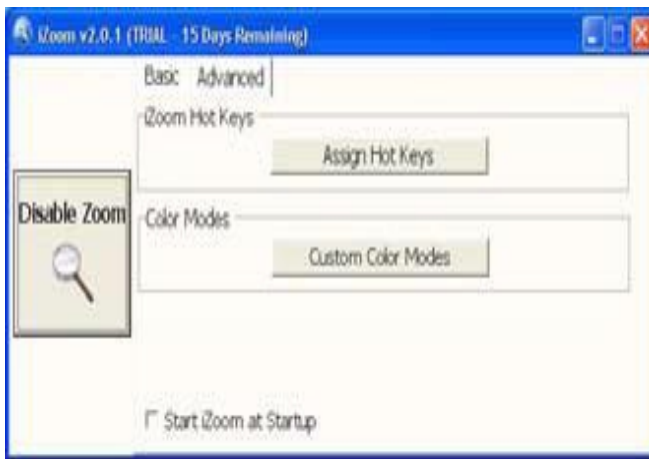 iZoom v2.0.1 (TRIAL - 15 Days Remaining)
Basic Advanced
iZoom Hot Keys
Assign Hot Keys
Disable Zoom
Color Modes
Custom Color Modes
Start iZoom at Startup